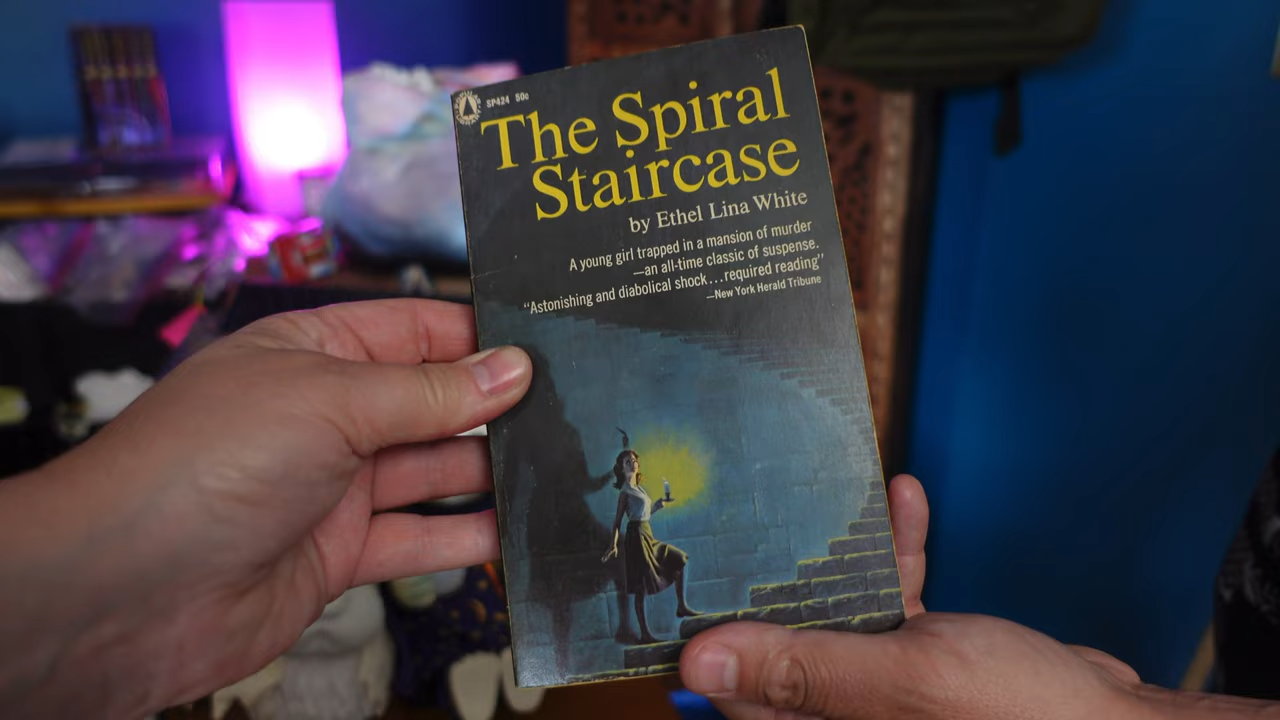 SP424 50c
The Spiral
Staircase
by Ethel Lina White
A young girl trapped in a mansion of murder
—an all-time classic of suspense.
“Astonishing and diabolical shock...required reading”
—New York Herald Tribune